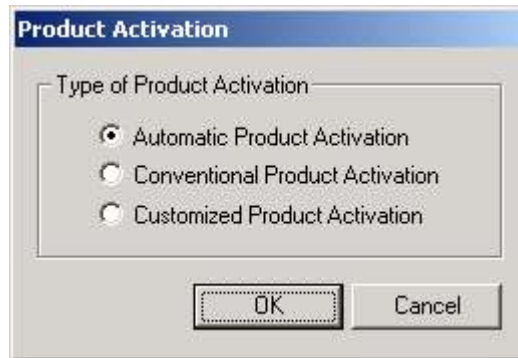 Product Activation
Type of Product Activation
Automatic Product Activation
Conventional Product Activation
Customized Product Activation
OK Cancel